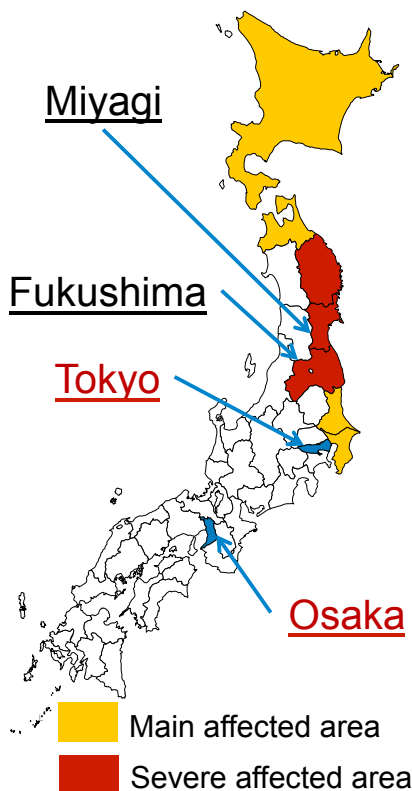 Miyagi
Fukushima
Tokyo
Osaka
Main affected area
Severe affected area